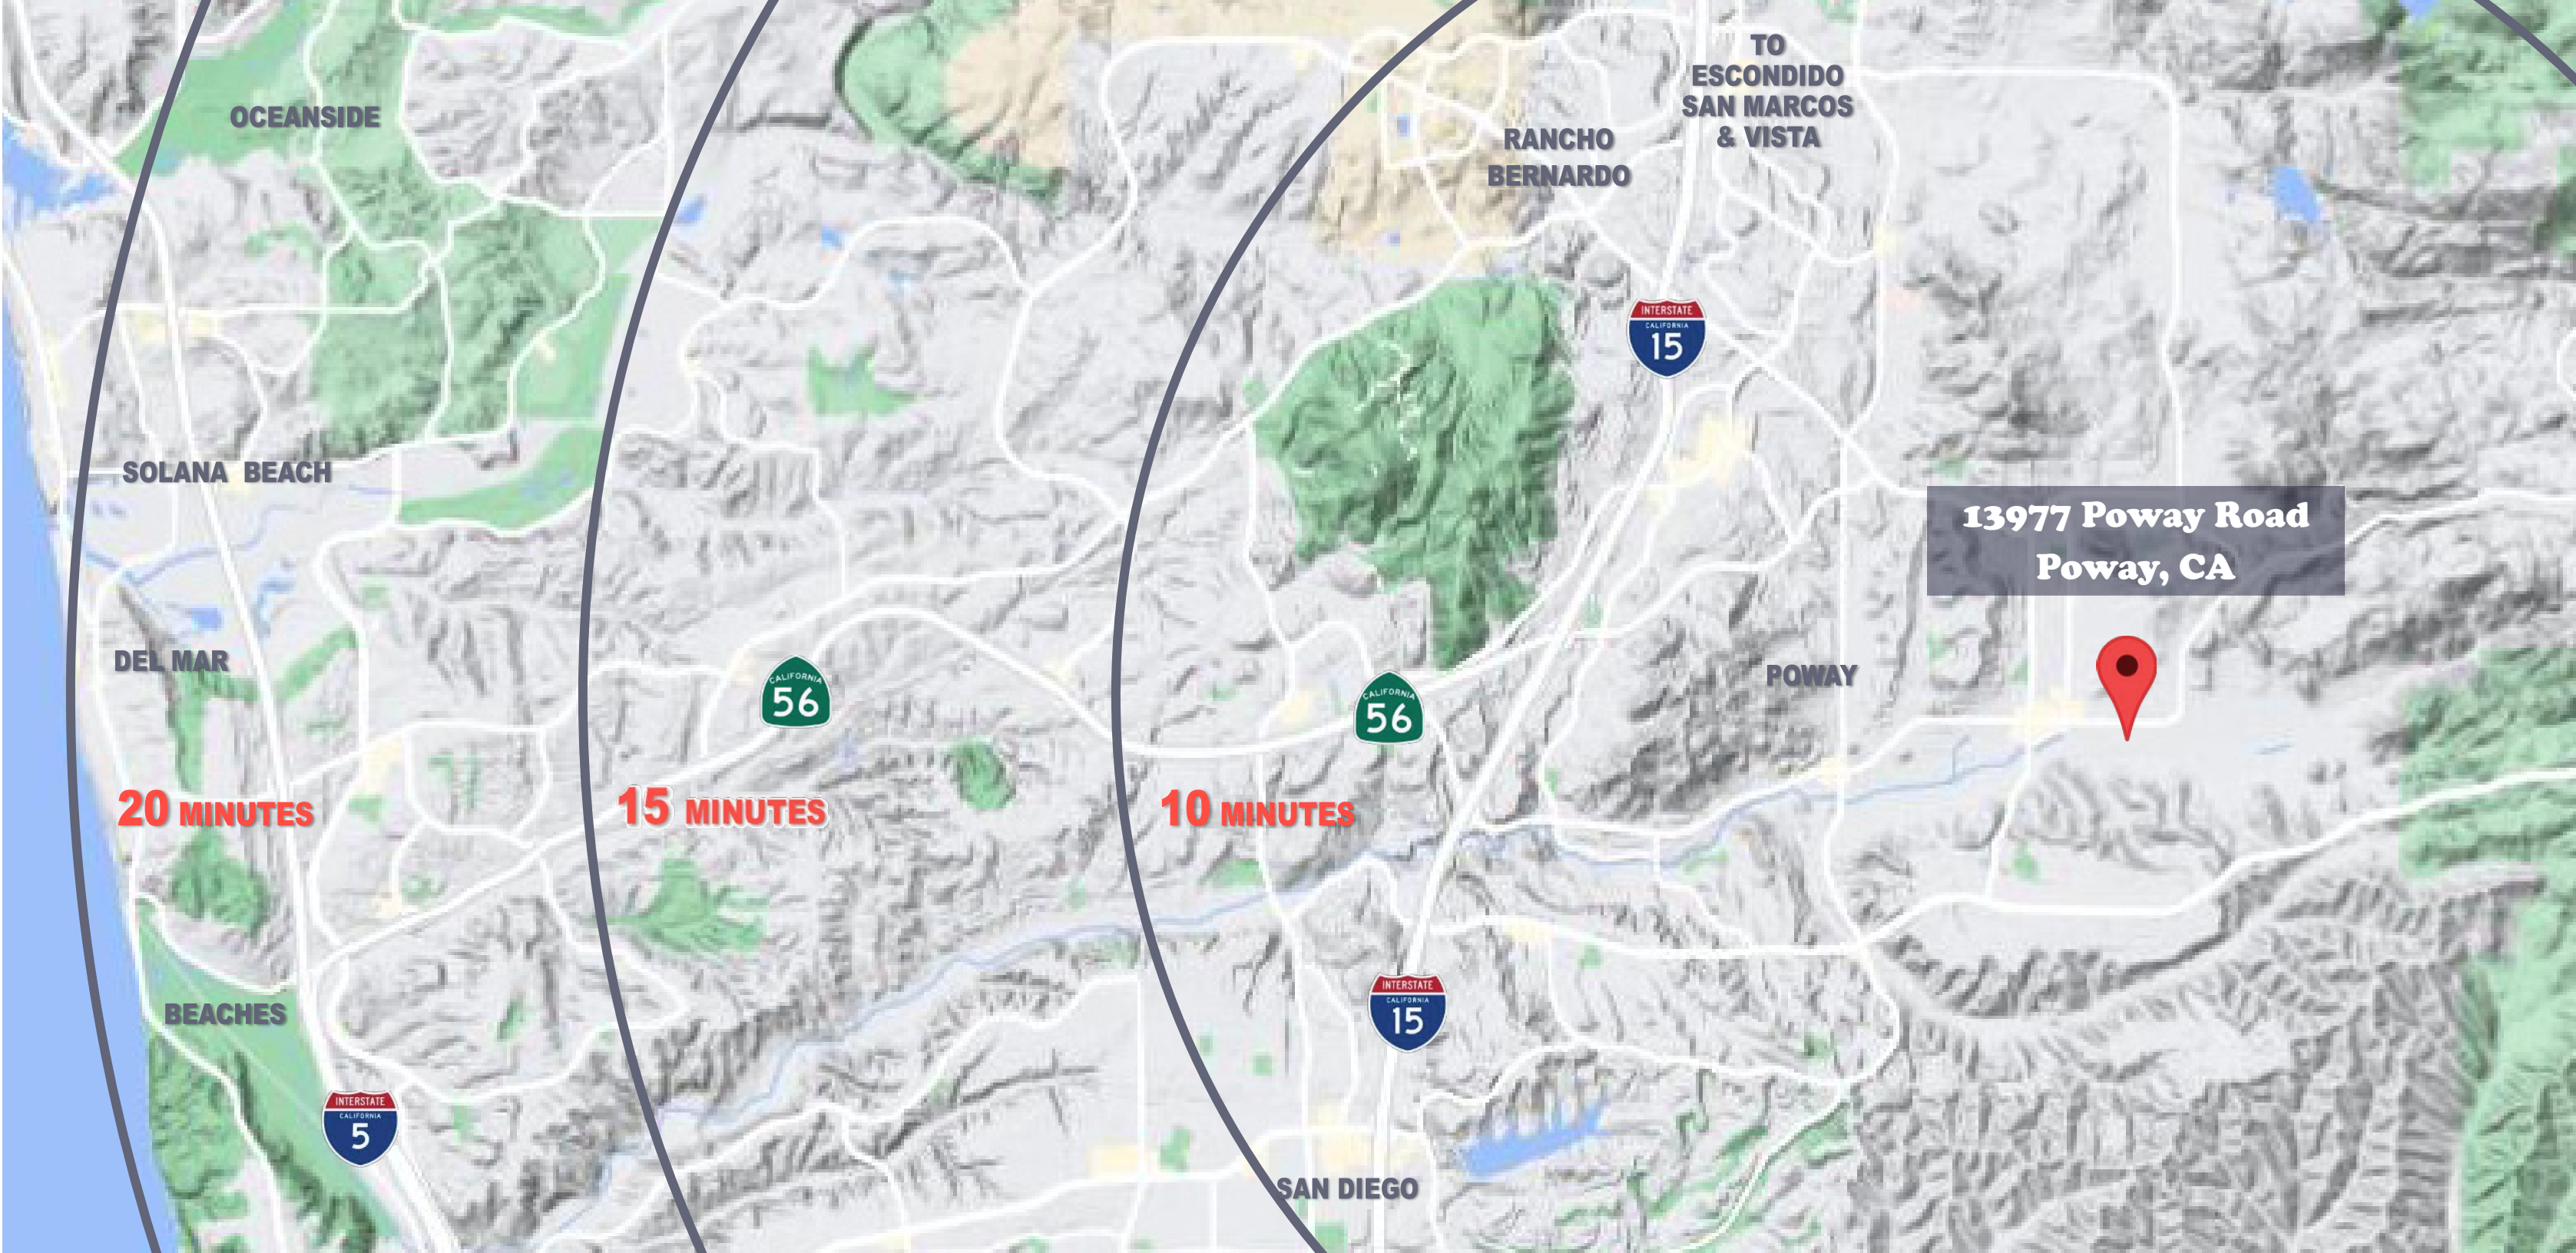 TO
ESCONDIDO
SAN MARCOS
& VISTA
OCEANSIDE
RANCHO
BERNARDO
INTERSTATE
CALIFORNIA
15
SOLANA BEACH
13977 Poway Road
Poway, CA
DEL MAR
POWAY
CALIFORNIA
56
CALIFORNIA
56
20 MINUTES
15 MINUTES
10 MINUTES
BEACHES
INTERSTATE
CALIFORNIA
15
INTERSTATE
CALIFORNIA
5
SAN DIEGO